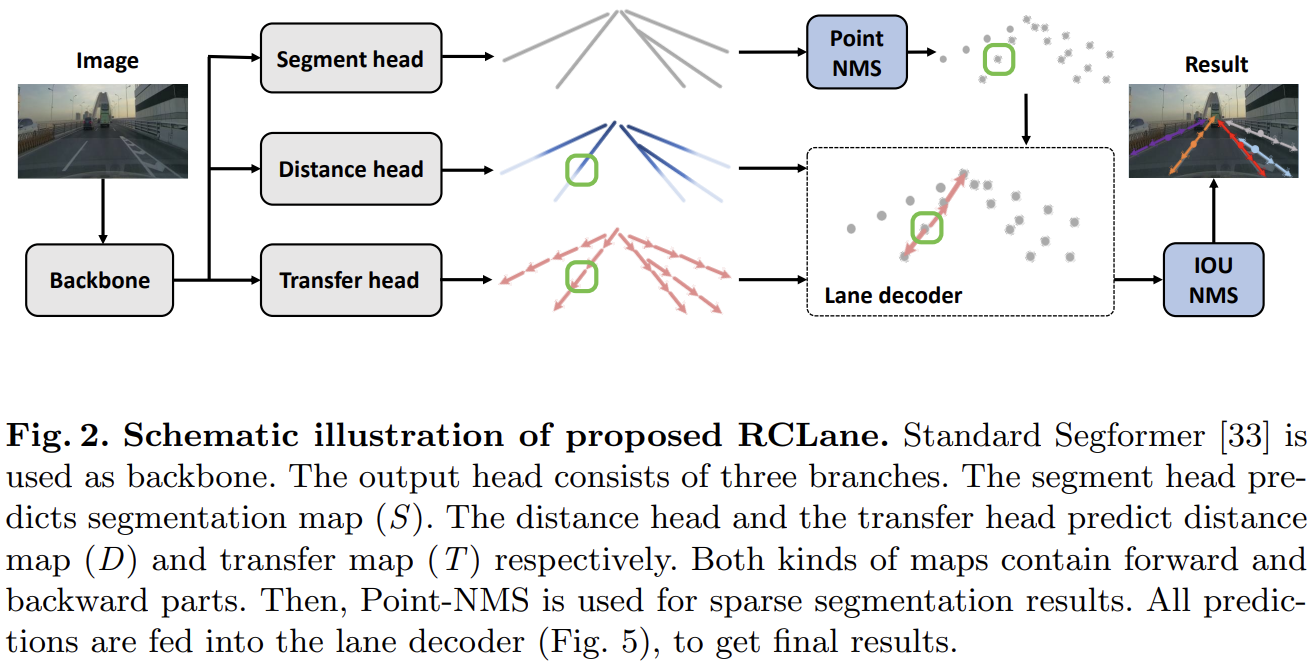 Image
Segment head
Point
NMS
Result
Distance head
Backbone
Transfer head
Lane decoder
IOU
NMS
Fig. 2. Schematic illustration of proposed RCLane. Standard Segformer [33] is
used as backbone. The output head consists of three branches. The segment head pre-
dicts segmentation map (S). The distance head and the transfer head predict distance
map (D) and transfer map (T) respectively. Both kinds of maps contain forward and
backward parts. Then, Point-NMS is used for sparse segmentation results. All predic-
tions are fed into the lane decoder (Fig. 5), to get final results.